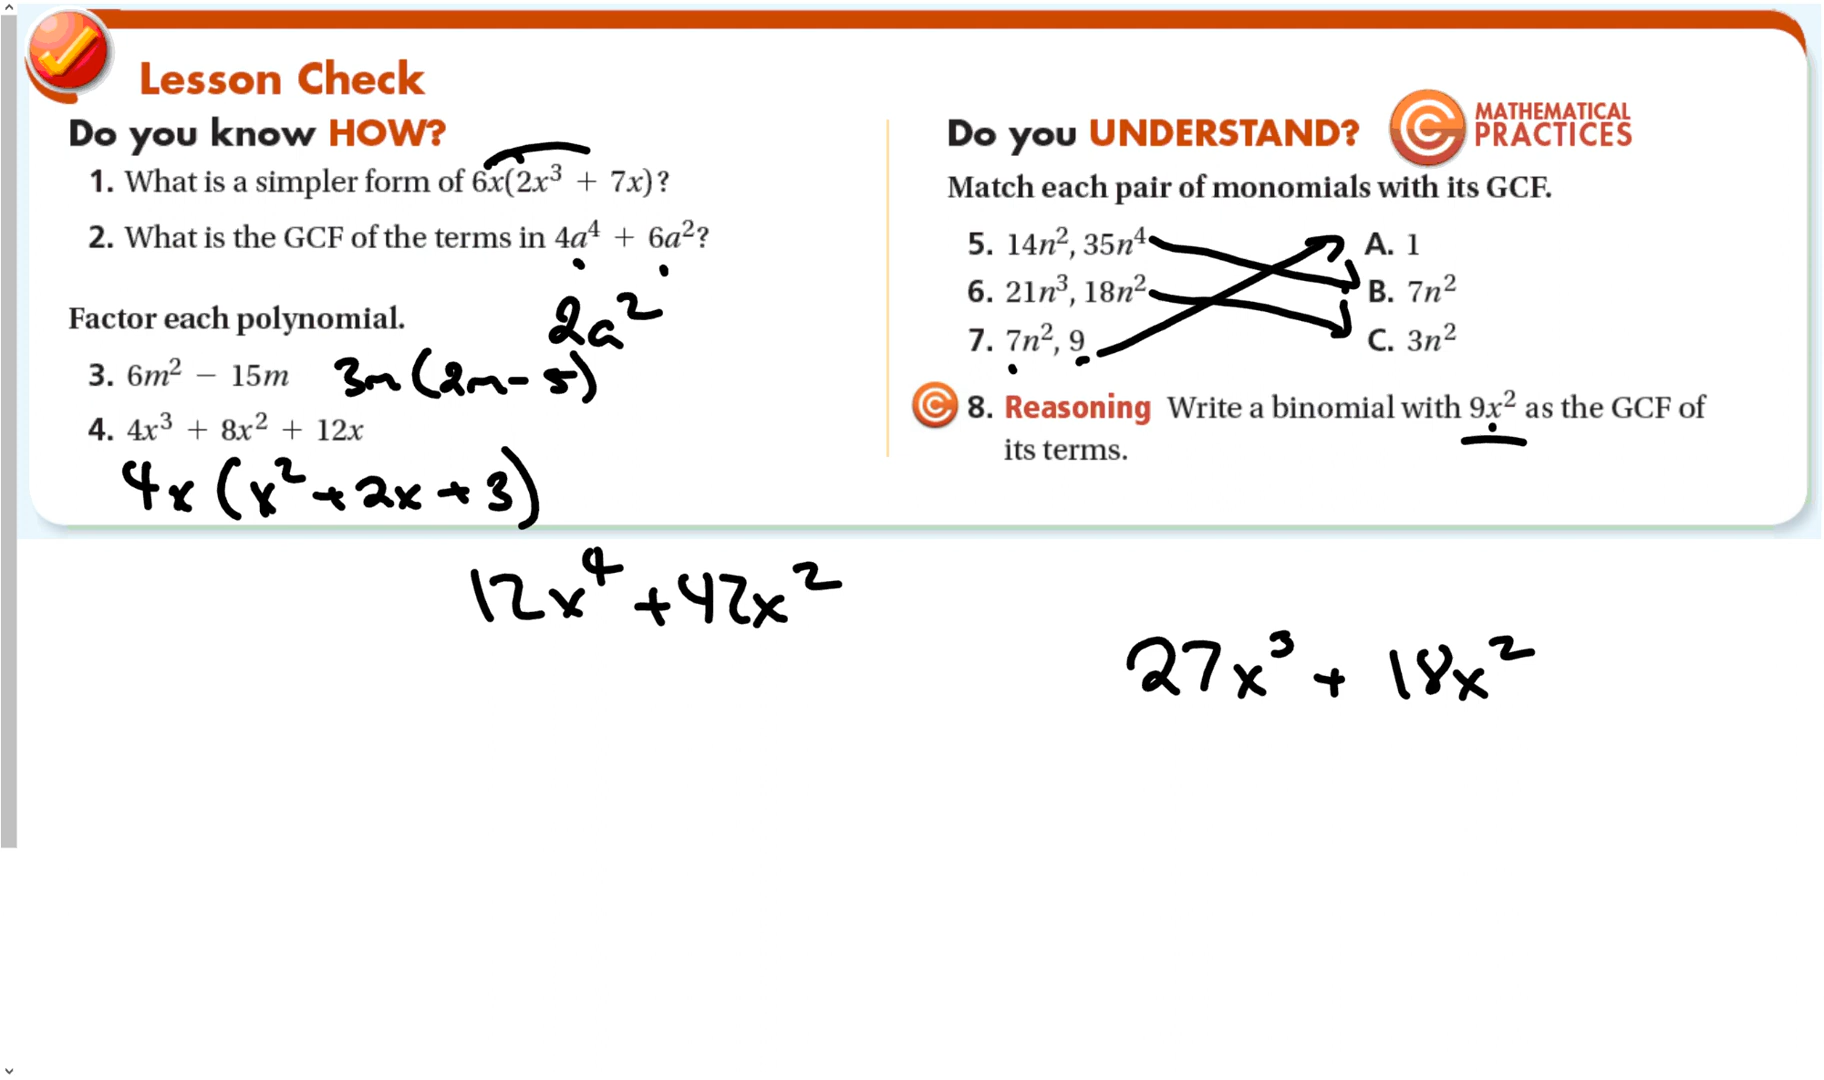 Lesson Check
Do you know HOW?
1. What is a simpler form of 6x(2x³ + 7x)?
2. What is the GCF of the terms in 4a⁴ + 6a²?
2a²
Factor each polynomial.
3. 6m² − 15m 3m(2m-5)
4. 4x³ + 8x² + 12x
4x(x²+2x+3)
12x⁴+42x²
Do you UNDERSTAND?
MATHEMATICAL
PRACTICES
Match each pair of monomials with its GCF.
5. 14n², 35n⁴ A. 1
6. 21n³, 18n² B. 7n²
7. 7n², 9 C. 3n²
8. Reasoning Write a binomial with 9x² as the GCF of
its terms.
27x³ + 18x²